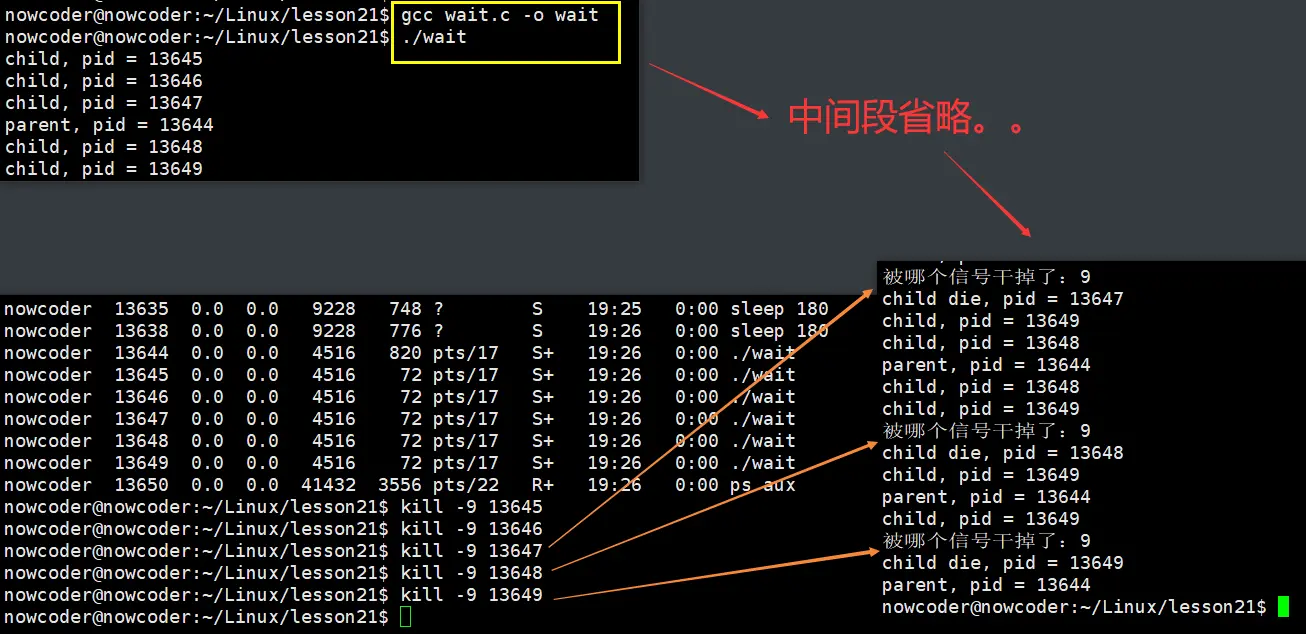 nowcoder@nowcoder:~/Linux/lesson21$ gcc wait.c -o wait
nowcoder@nowcoder:~/Linux/lesson21$ ./wait
child, pid = 13645
child, pid = 13646
child, pid = 13647
parent, pid = 13644
child, pid = 13648
child, pid = 13649
中间段省略。。
nowcoder 13635 0.0 0.0 9228 748 ? S 19:25 0:00 sleep 180
nowcoder 13638 0.0 0.0 9228 776 ? S 19:26 0:00 sleep 180
nowcoder 13644 0.0 0.0 4516 820 pts/17 S+ 19:26 0:00 ./wait
nowcoder 13645 0.0 0.0 4516 72 pts/17 S+ 19:26 0:00 ./wait
nowcoder 13646 0.0 0.0 4516 72 pts/17 S+ 19:26 0:00 ./wait
nowcoder 13647 0.0 0.0 4516 72 pts/17 S+ 19:26 0:00 ./wait
nowcoder 13648 0.0 0.0 4516 72 pts/17 S+ 19:26 0:00 ./wait
nowcoder 13649 0.0 0.0 4516 72 pts/17 S+ 19:26 0:00 ./wait
nowcoder 13650 0.0 0.0 41432 3556 pts/22 R+ 19:26 0:00 ps aux
nowcoder@nowcoder:~/Linux/lesson21$ kill -9 13645
nowcoder@nowcoder:~/Linux/lesson21$ kill -9 13646
nowcoder@nowcoder:~/Linux/lesson21$ kill -9 13647
nowcoder@nowcoder:~/Linux/lesson21$ kill -9 13648
nowcoder@nowcoder:~/Linux/lesson21$ kill -9 13649
nowcoder@nowcoder:~/Linux/lesson21$
被哪个信号干掉了：9
child die, pid = 13647
child, pid = 13649
child, pid = 13648
parent, pid = 13644
child, pid = 13648
child, pid = 13649
被哪个信号干掉了：9
child die, pid = 13648
child, pid = 13649
parent, pid = 13644
child, pid = 13649
被哪个信号干掉了：9
child die, pid = 13649
parent, pid = 13644
nowcoder@nowcoder:~/Linux/lesson21$